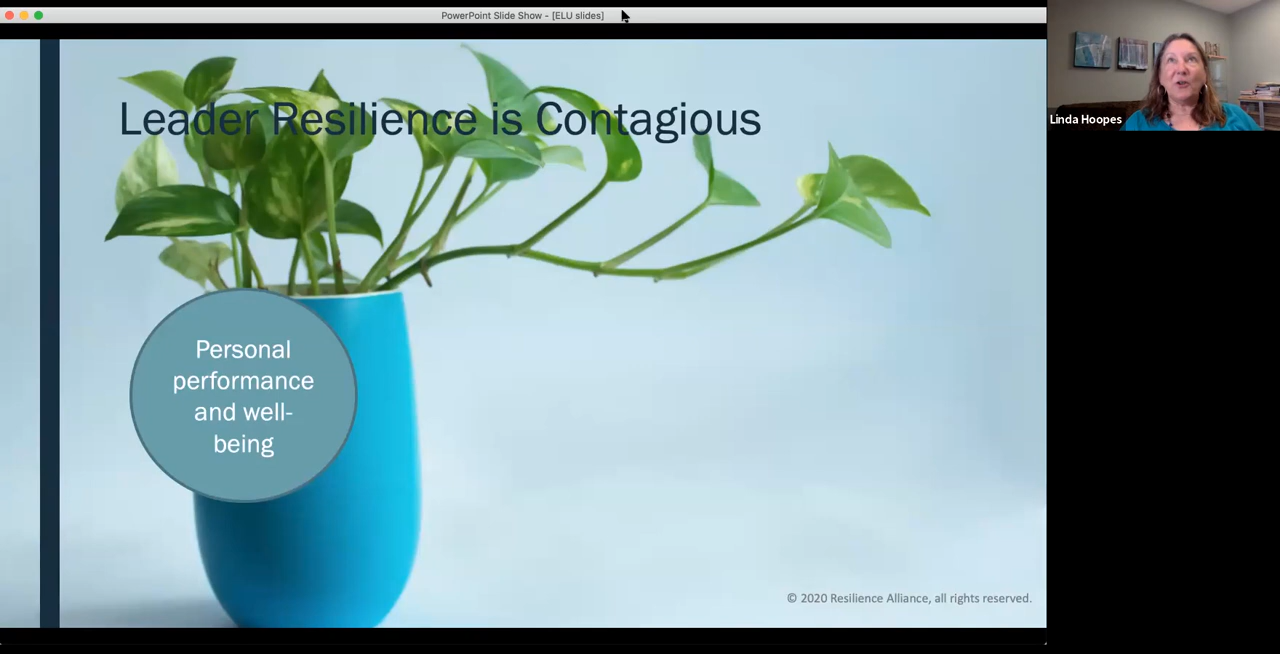 PowerPoint Slide Show - [ELU slides]
Leader Resilience is Contagious
Linda Hoopes
Personal
performance
and well-
being
© 2020 Resilience Alliance, all rights reserved.